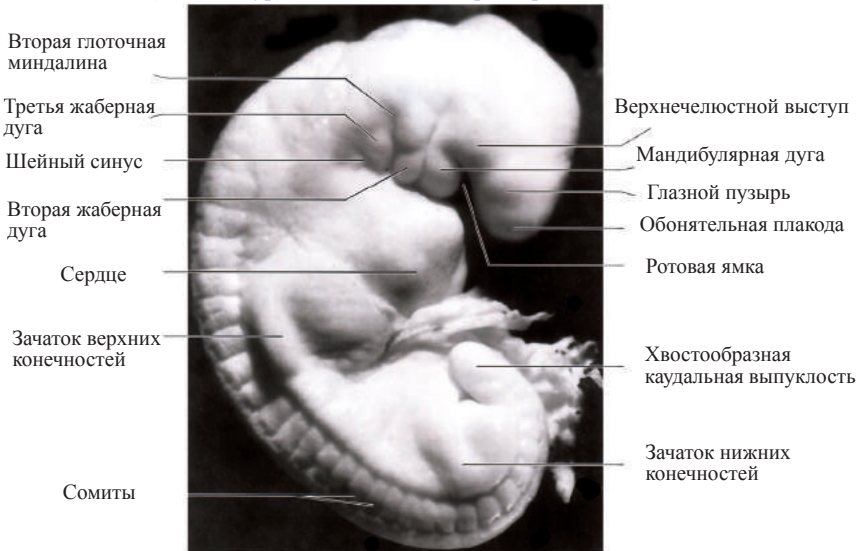 Вторая глоточная
миндалина
Третья жаберная
дуга
Шейный синус
Вторая жаберная
дуга
Сердце
Зачаток верхних
конечностей
Сомиты
Верхнечелюстной выступ
Мандибулярная дуга
Глазной пузырь
Обонятельная плакода
Ротовая ямка
Хвостообразная
каудальная выпуклость
Зачаток нижних
конечностей